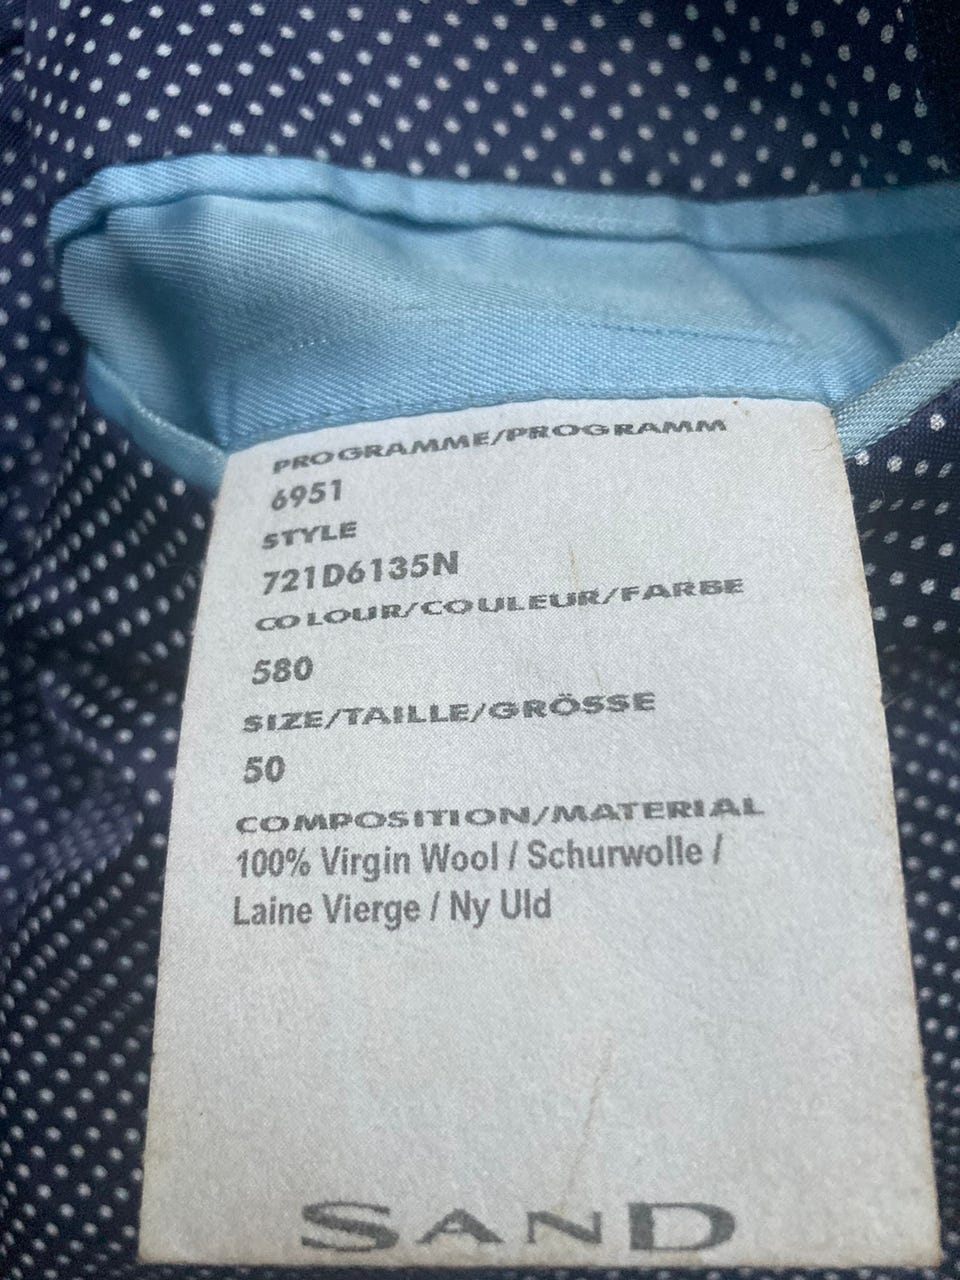 PROGRAMME/PROGRAMM
6951
STYLE
721D6135N
COLOUR/COULEUR/FARBE
580
SIZE/TAILLE/GRÖSSE
50
COMPOSITION/MATERIAL
100% Virgin Wool / Schurwolle /
Laine Vierge / Ny Uld
SAND